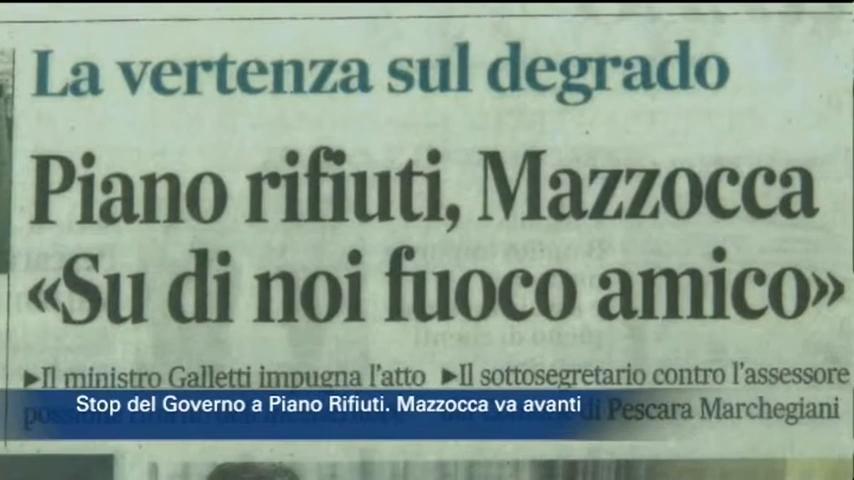 La vertenza sul degrado
Piano rifiuti, Mazzocca
«Su di noi fuoco amico»
►Il ministro Galletti impugna l'atto
►Il sottosegretario contro l'assessore
di Pescara Marchegiani
Stop del Governo a Piano Rifiuti. Mazzocca va avanti